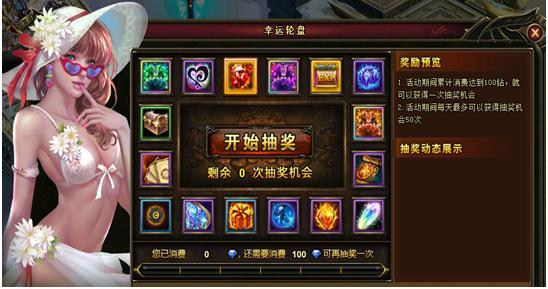 幸运轮盘
EXP
开始抽奖
剩余 0 次抽奖机会
您已消费 0 ,还需要消费 100 可再抽奖一次
奖励预览
1.活动期间累计消费达到100钻,就
可以获得一次抽奖机会
2.活动期间每天最多可以获得抽奖机
会50次
抽奖动态展示